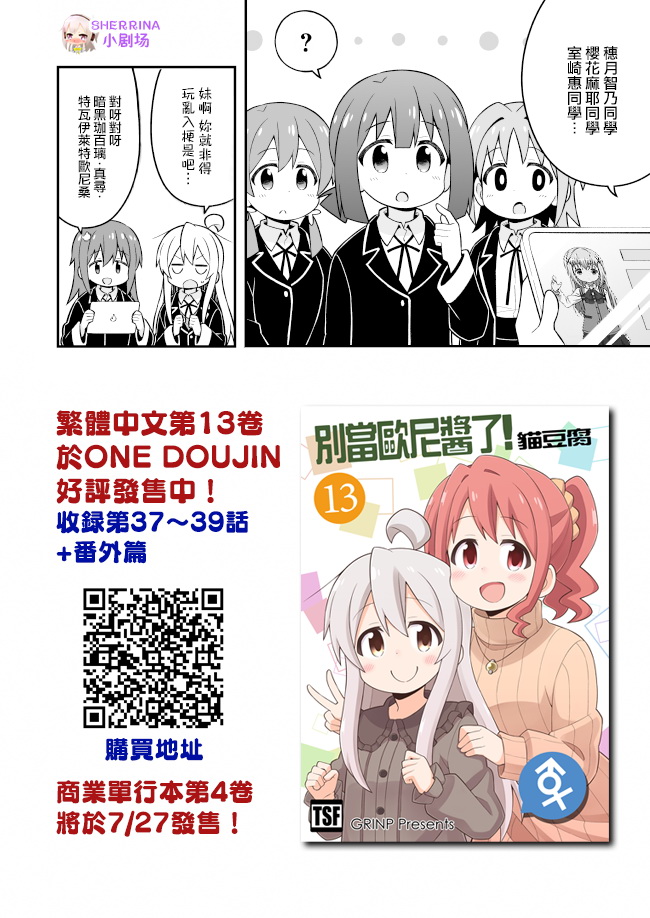 SHERRINA
小剧场
穗月智乃同學
櫻花麻耶同學
室崎惠同學…
?
妹啊 妳就非得
玩亂入梗是吧…
對呀對呀
暗黑珈百璃・真尋・
特瓦伊萊特歐尼桑
繁體中文第13卷
於ONE DOUJIN
好評發售中！
收録第37～39話
+番外篇
購買地址
商業單行本第4卷
將於7/27發售！
別當歐尼醬了!
貓豆腐
13
TSF
GRINP Presents